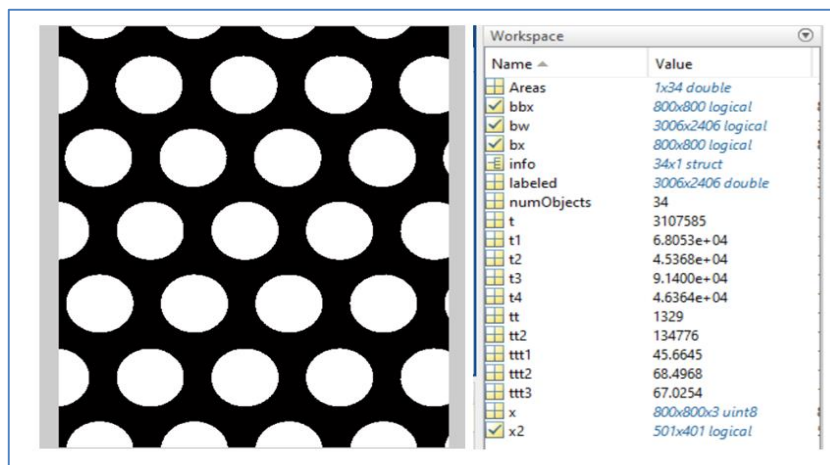 Workspace
Name Value
Areas 1x34 double
bbx 800x800 logical
bw 3006x2406 logical
bx 800x800 logical
info 34x1 struct
labeled 3006x2406 double
numObjects 34
t 3107585
t1 6.8053e+04
t2 4.5368e+04
t3 9.1400e+04
t4 4.6364e+04
tt 1329
tt2 134776
ttt1 45.6645
ttt2 68.4968
ttt3 67.0254
x 800x800x3 uint8
x2 501x401 logical